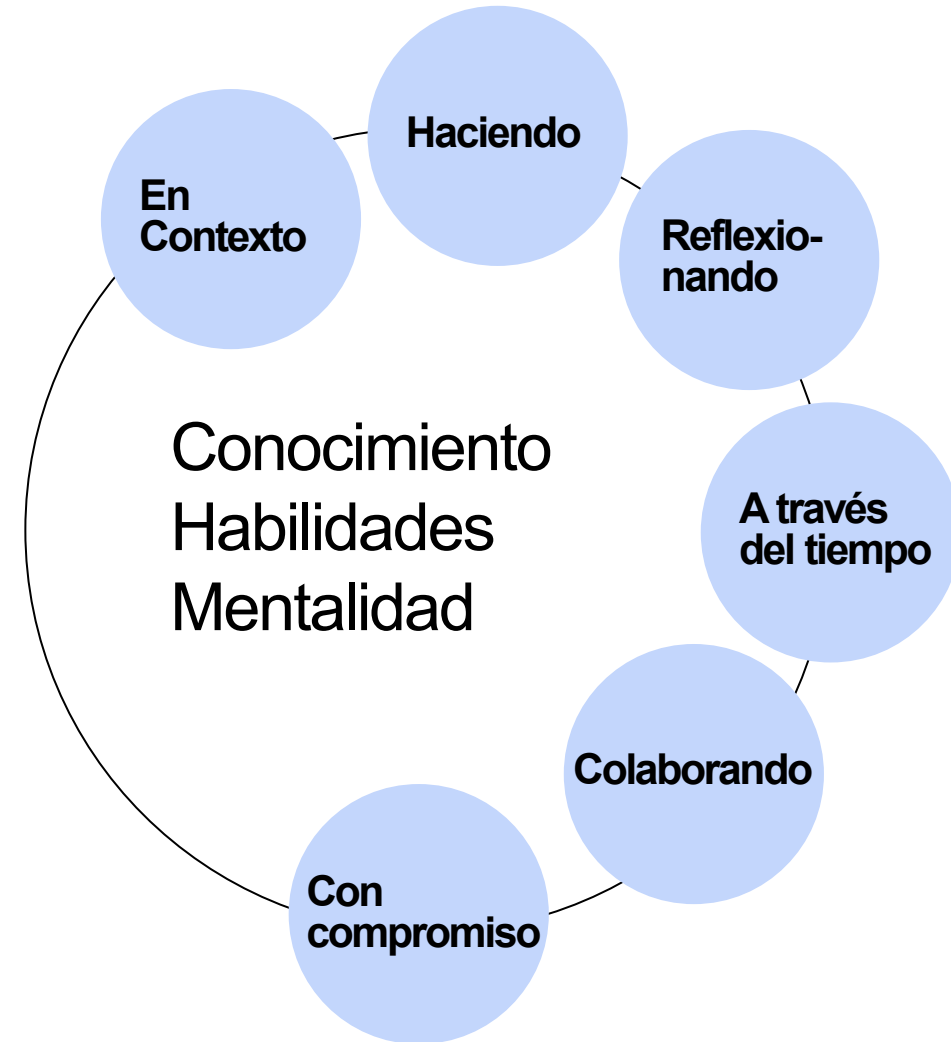 Haciendo
En
Contexto
Reflexio-
nando
Conocimiento
Habilidades
Mentalidad
A través
del tiempo
Colaborando
Con
compromiso